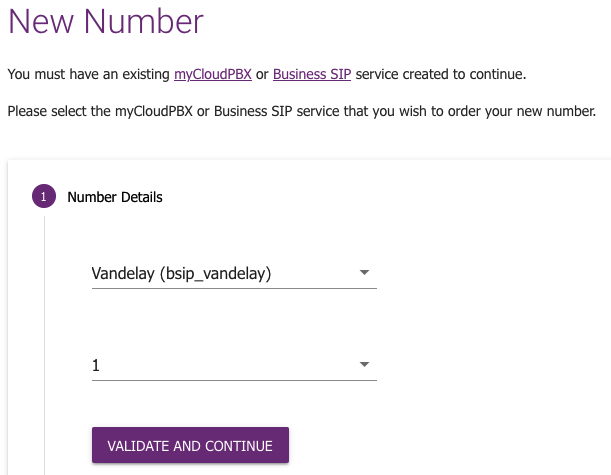 New Number
You must have an existing myCloudPBX or Business SIP service created to continue.
Please select the myCloudPBX or Business SIP service that you wish to order your new number.
1 Number Details
Vandelay (bsip_vandelay)
1
VALIDATE AND CONTINUE